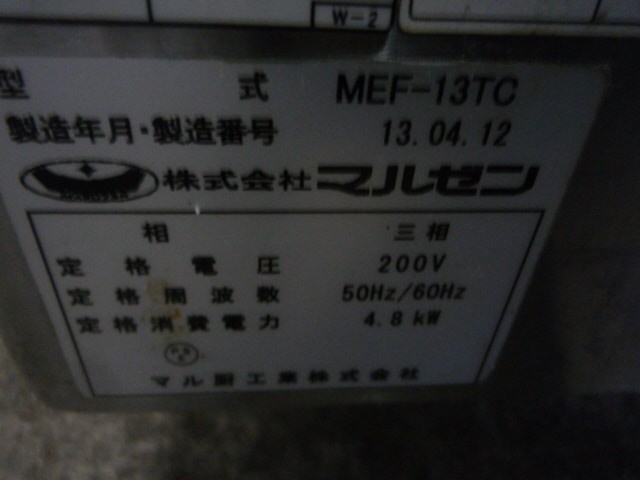 W-2
型 式 MEF-13TC
製造年月・製造番号 13.04.12
MARUZEN 株式会社マルゼン
相 三相
定格電圧 200V
定格周波数 50Hz/60Hz
定格消費電力 4.8kW
マル厨工業株式会社